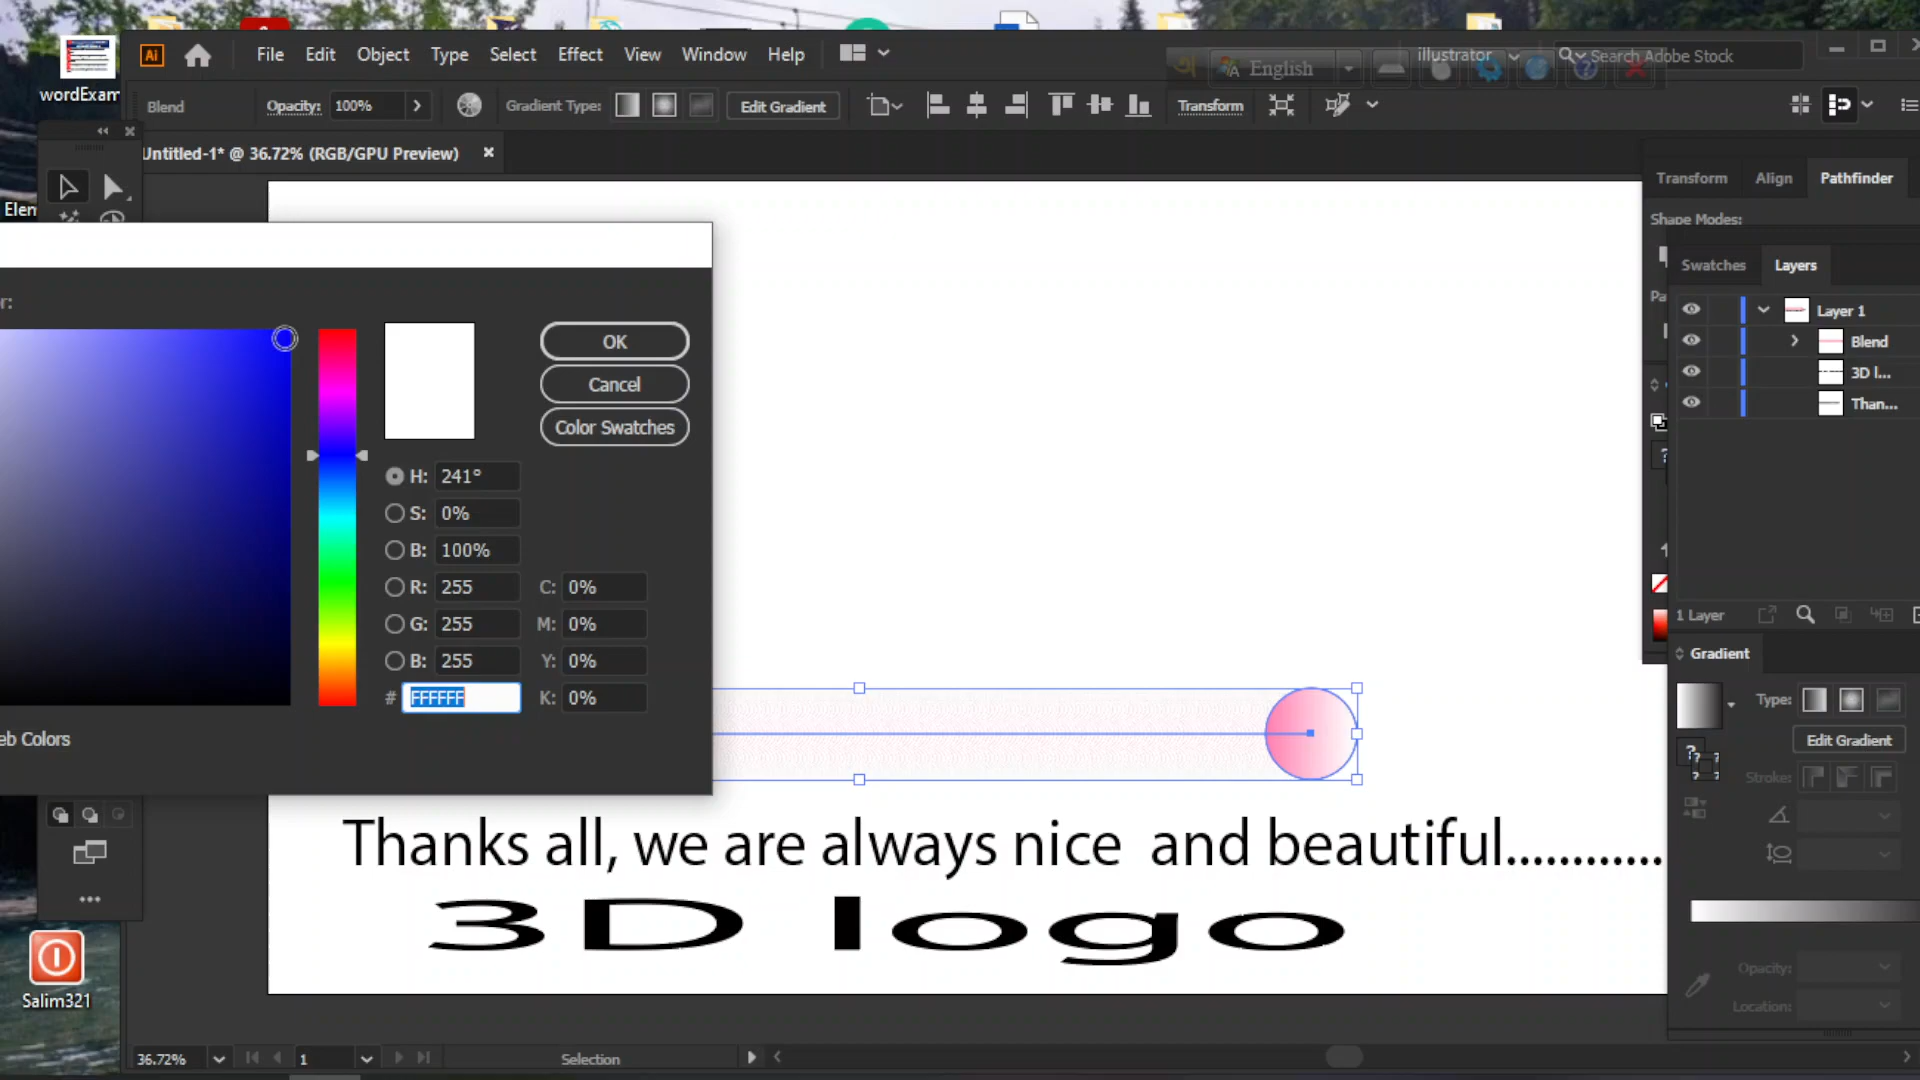 wordExam
File Edit Object Type Select Effect View Window Help
English
illustrator
Search Adobe Stock
Blend
Opacity: 100%
Gradient Type:
Edit Gradient
Transform
Untitled-1* @ 36.72% (RGB/GPU Preview)
Elem
Transform Align Pathfinder
Shape Modes:
Swatches Layers
Layer 1
Blend
3D l...
Than...
OK
Cancel
Color Swatches
H: 241°
S: 0%
B: 100%
R: 255
G: 255
B: 255
# FFFFFF
C: 0%
M: 0%
Y: 0%
K: 0%
eb Colors
1 Layer
Gradient
Type:
Edit Gradient
Stroke:
Opacity:
Location:
Thanks all, we are always nice and beautiful............
3D logo
Salim321
36.72%
1
Selection